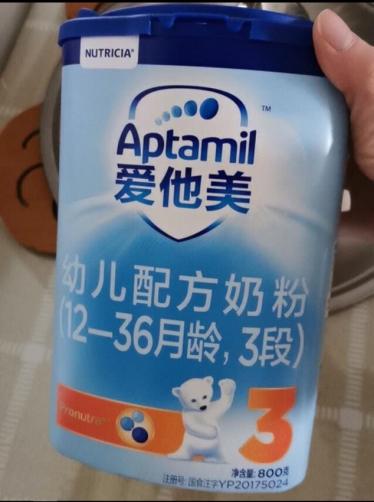 NUTRICIA®
™
Aptamil
爱他美
幼儿配方奶粉
(12—36月龄, 3段)
Pronutra
3
净含量: 800克
注册号: 国食注字YP20175024